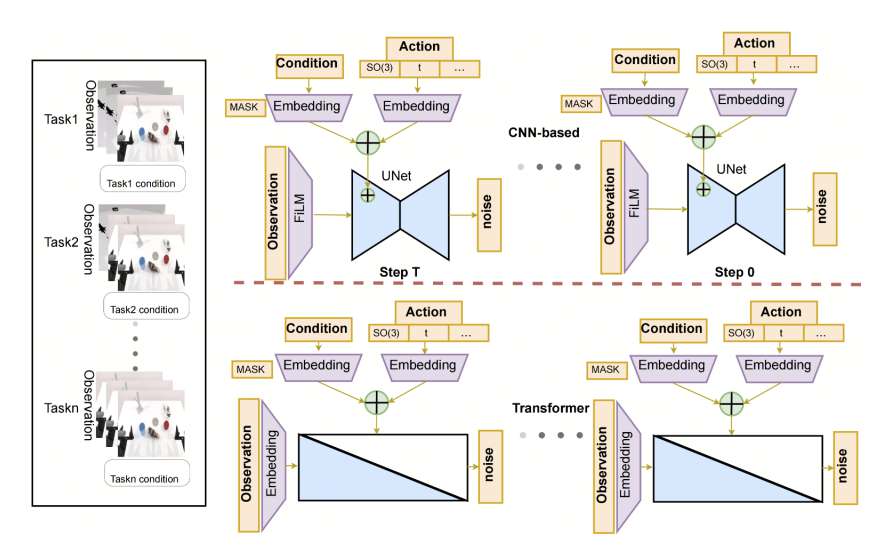 Task1
Observation
Task1 condition
Task2
Observation
Task2 condition
Taskn
Observation
Taskn condition
Condition
Action
SO(3) t ...
MASK
Embedding
Embedding
Observation
FiLM
UNet
noise
Step T
CNN-based
Condition
Action
SO(3) t ...
MASK
Embedding
Embedding
Observation
FiLM
UNet
noise
Step 0
Condition
Action
SO(3) t ...
MASK
Embedding
Embedding
Observation
Embedding
noise
Transformer
Condition
Action
SO(3) t ...
MASK
Embedding
Embedding
Observation
Embedding
noise